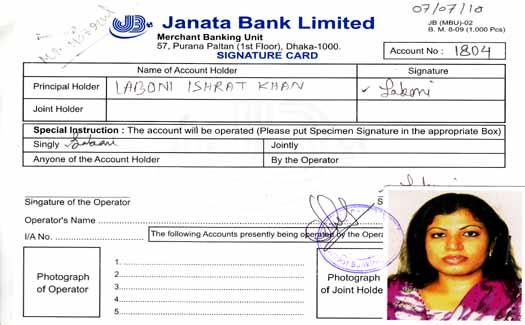 07/07/10
JB Janata Bank Limited
JB (MBU)-02
B. M. 8-09 (1,000 Pcs)
Merchant Banking Unit
57, Purana Paltan (1st Floor), Dhaka-1000.
SIGNATURE CARD
Account No : 1804
Name of Account Holder Signature
Principal Holder LABONI ISHRAT KHAN Laboni
Joint Holder
Special Instruction : The account will be operated (Please put Specimen Signature in the appropriate Box)
Singly Laboni Jointly
Anyone of the Account Holder By the Operator
Singature of the Operator
Operator's Name
I/A No. The following Accounts presently being operated by the Opera
Photograph of Operator
1.
2.
3.
4.
5.
Photograph of Joint Holde